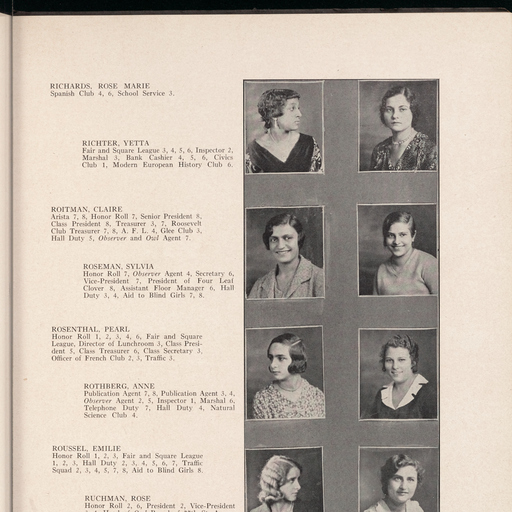 RICHARDS, ROSE MARIE
Spanish Club 4, 6, School Service 3.
RICHTER, YETTA
Fair and Square League 3, 4, 5, 6, Inspector 2,
Marshal 3, Bank Cashier 4, 5, 6, Civics
Club 1, Modern European History Club 6.
ROITMAN, CLAIRE
Arista 7, 8, Honor Roll 7, Senior President 8,
Class President 8, Treasurer 3, 7, Roosevelt
Club Treasurer 7, 8, A. F. L. 4, Glee Club 3,
Hall Duty 5, Observer and Owl Agent 7.
ROSEMAN, SYLVIA
Honor Roll 7, Observer Agent 4, Secretary 6,
Vice-President 7, President of Four Leaf
Clover 8, Assistant Floor Manager 6, Hall
Duty 3, 4, Aid to Blind Girls 7, 8.
ROSENTHAL, PEARL
Honor Roll 1, 2, 3, 4, 6, Fair and Square
League, Director of Lunchroom 3, Class Presi-
dent 5, Class Treasurer 6, Class Secretary 3,
Officer of French Club 2, 3, Traffic 3.
ROTHBERG, ANNE
Publication Agent 7, 8, Publication Agent 3, 4,
Observer Agent 2, 5, Inspector 1, Marshal 6,
Telephone Duty 7, Hall Duty 4, Natural
Science Club 4.
ROUSSEL, EMILIE
Honor Roll 1, 2, 3, Fair and Square League
1, 2, 3, Hall Duty 2, 3, 4, 5, 6, 7, Traffic
Squad 2, 3, 4, 5, 7, 8, Aid to Blind Girls 8.
RUCHMAN, ROSE
Honor Roll 2, 6, President 2, Vice-President